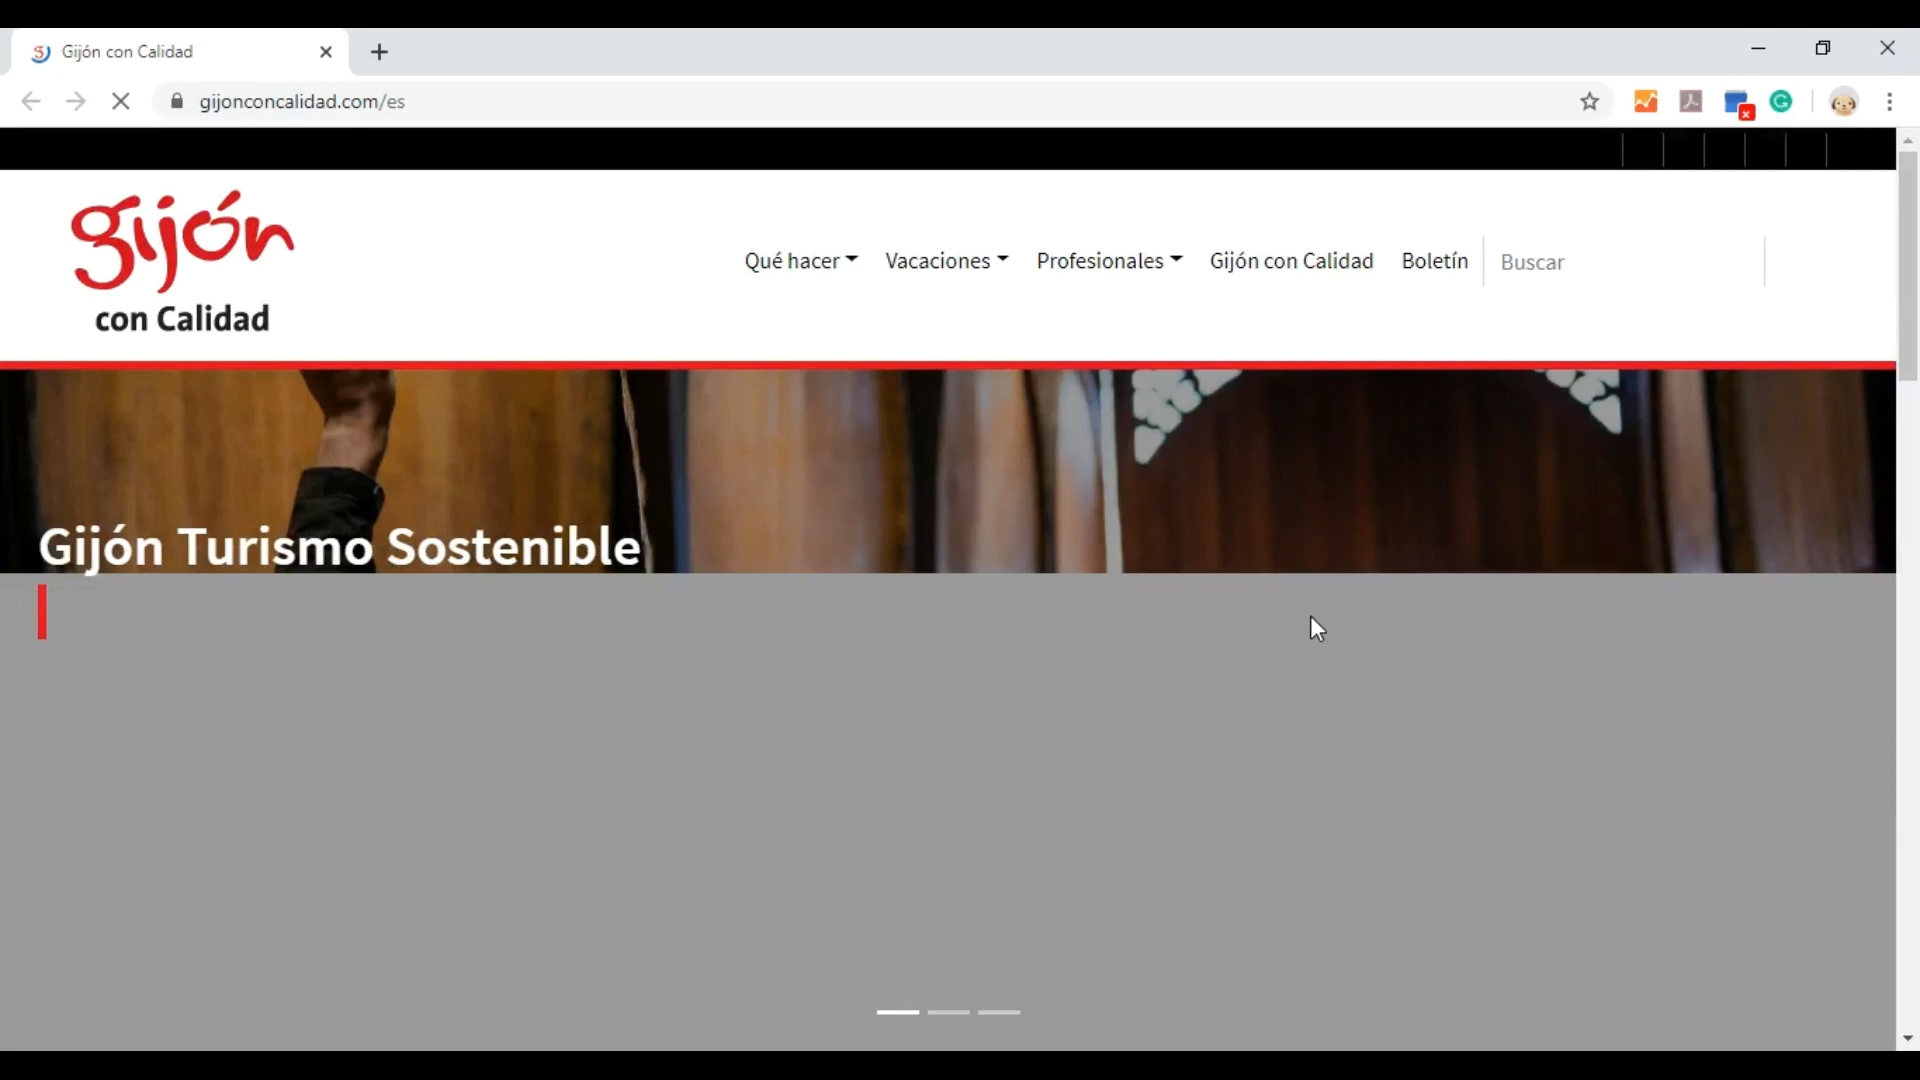 Gijón con Calidad
gijonconcalidad.com/es
gijón
con Calidad
Qué hacer Vacaciones Profesionales Gijón con Calidad Boletín Buscar
Gijón Turismo Sostenible